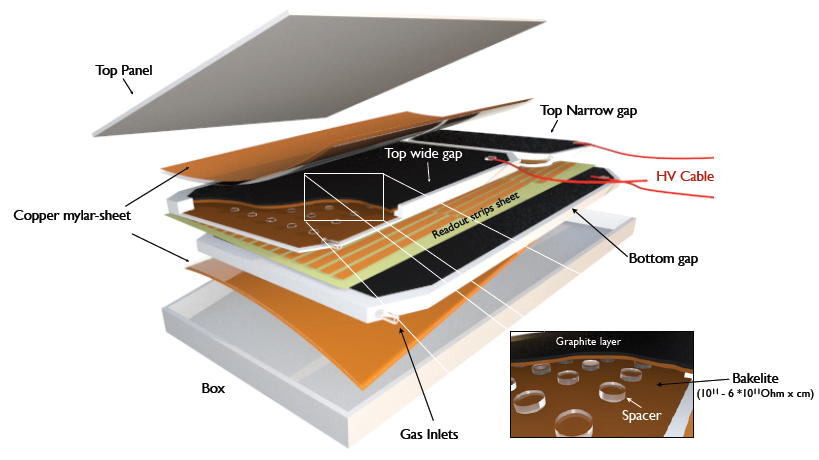 Top Panel
Top Narrow gap
Top wide gap
HV Cable
Copper mylar-sheet
Readout strips sheet
Bottom gap
Box
Gas Inlets
Graphite layer
Bakelite
(10¹¹ - 6 *10¹¹Ohm x cm)
Spacer